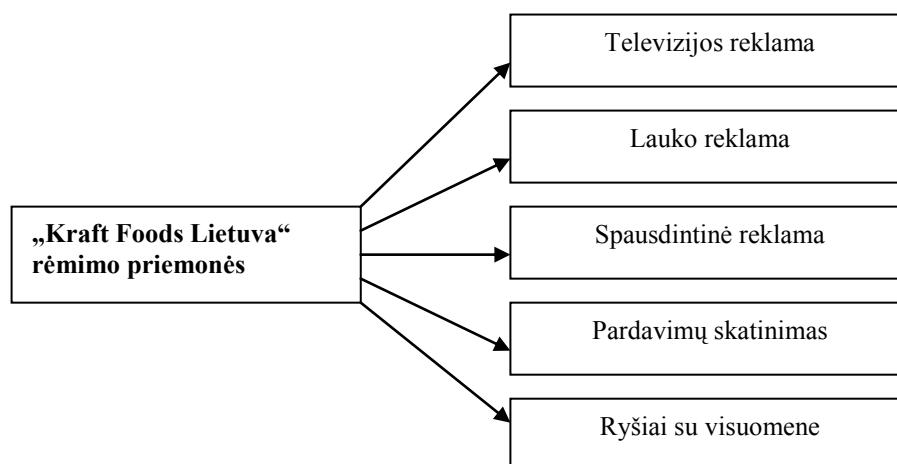 Televizijos reklama
Lauko reklama
„Kraft Foods Lietuva“
rėmimo priemonės
Spausdintinė reklama
Pardavimų skatinimas
Ryšiai su visuomene